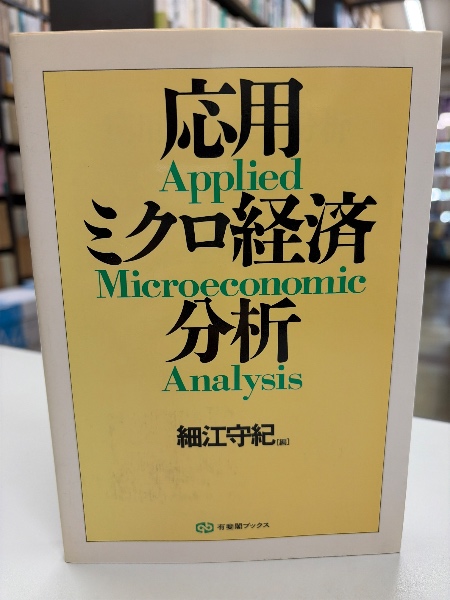 応用
Applied
ミクロ経済
Microeconomic
分析
Analysis
細江守紀[編]
有斐閣ブックス